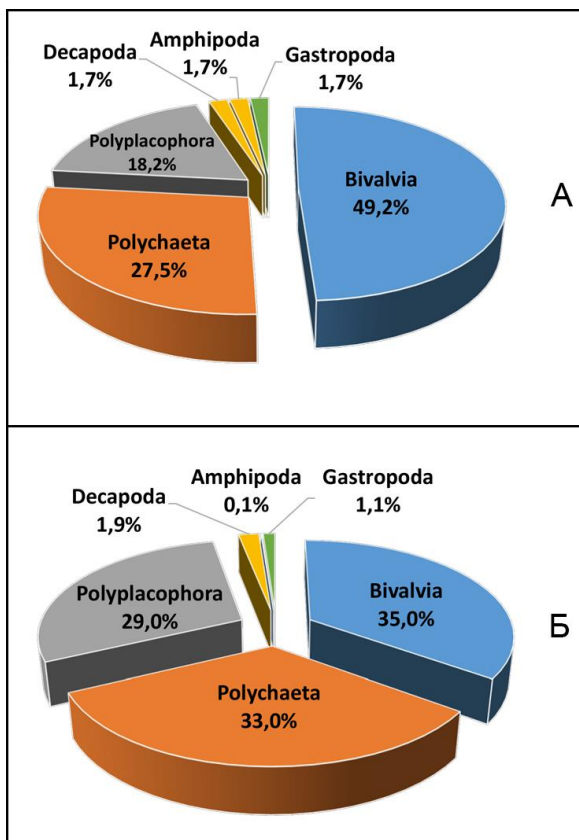 Decapoda
1,7%
Amphipoda
1,7%
Gastropoda
1,7%
Polyplacophora
18,2%
Bivalvia
49,2%
Polychaeta
27,5%
А
Decapoda
1,9%
Amphipoda
0,1%
Gastropoda
1,1%
Polyplacophora
29,0%
Bivalvia
35,0%
Polychaeta
33,0%
Б